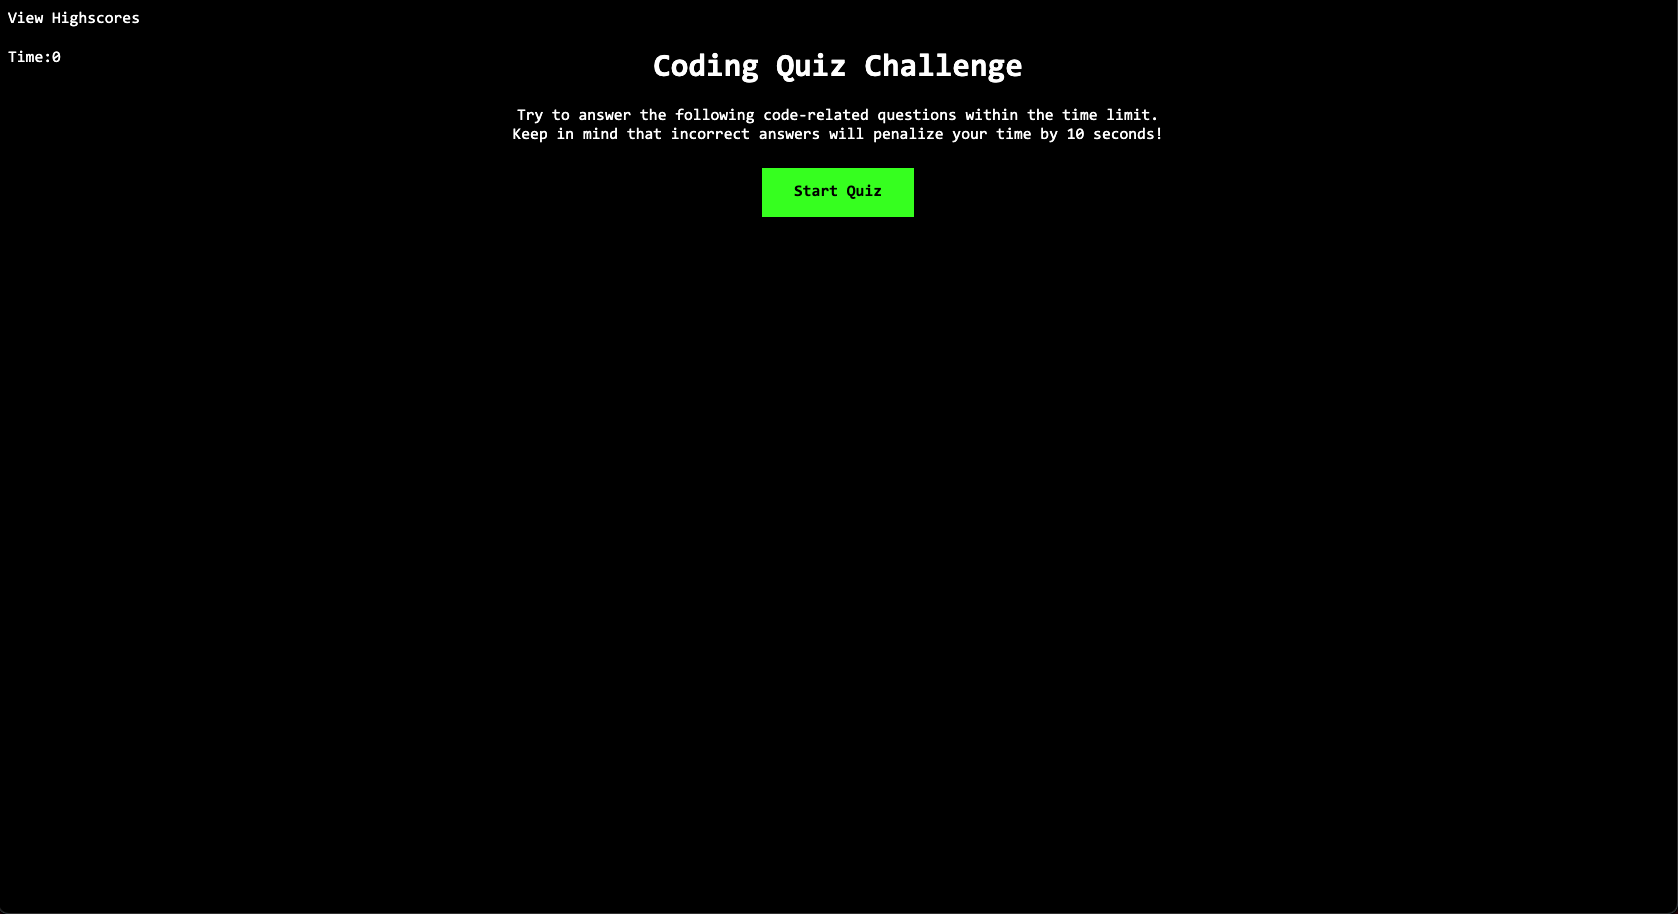 View Highscores
Time:0
Coding Quiz Challenge
Try to answer the following code-related questions within the time limit.
Keep in mind that incorrect answers will penalize your time by 10 seconds!
Start Quiz